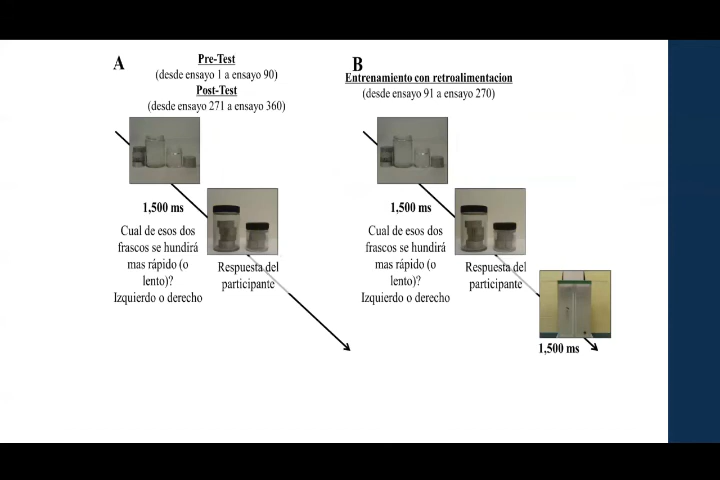 A
Pre-Test
(desde ensayo 1 a ensayo 90)
Post-Test
(desde ensayo 271 a ensayo 360)
1,500 ms
Cual de esos dos
frascos se hundirá
mas rápido (o
lento)?
Izquierdo o derecho
Respuesta del
participante
B
Entrenamiento con retroalimentacion
(desde ensayo 91 a ensayo 270)
1,500 ms
Cual de esos dos
frascos se hundirá
mas rápido (o
lento)?
Izquierdo o derecho
Respuesta del
participante
1,500 ms